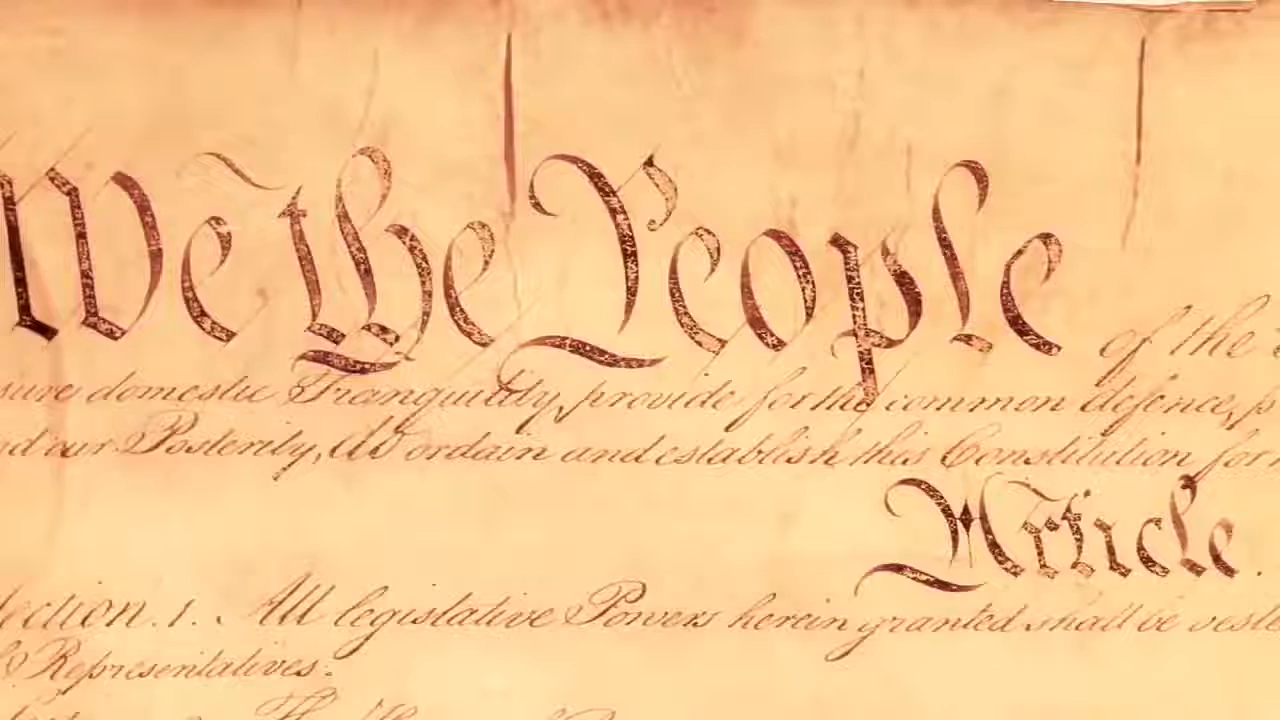 We the People of the
sure domestic Tranquility, provide for the common defence, p
nd our Posterity, do ordain and establish this Constitution for
Article.
Section. 1. All legislative Powers herein granted shall be veste
& Representatives.